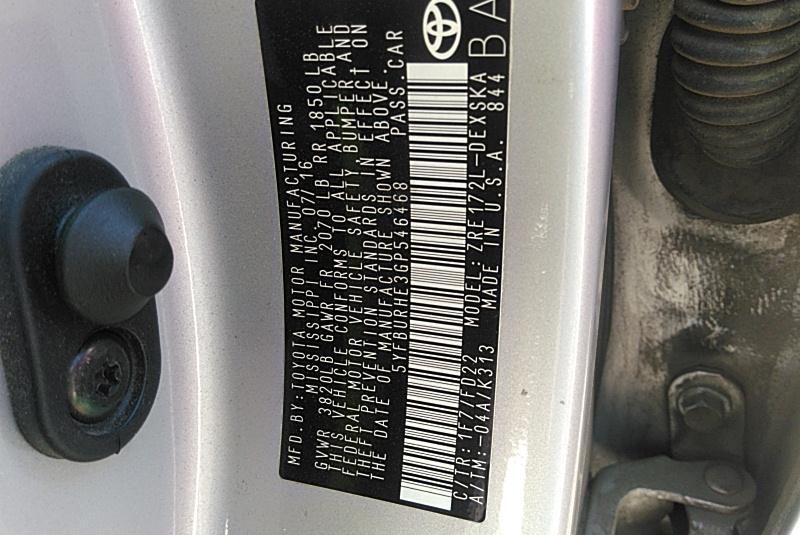 MFD. BY: TOYOTA MOTOR MANUFACTURING
MISSISSIPPI INC. 07/16
GVWR 3820LB GAWR FR 2070 LB RR 1850LB
THIS VEHICLE CONFORMS TO ALL APPLICABLE
FEDERAL MOTOR VEHICLE SAFETY, BUMPER, AND
THEFT PREVENTION STANDARDS IN EFFECT ON
THE DATE OF MANUFACTURE SHOWN ABOVE.
5YFBURHE3GP546468 PASS.CAR
C/TR: 1F7/FD22 MODEL: ZRE172L-DEXSKA
A/TM: -04A/K313 MADE IN U.S.A. 844
BA